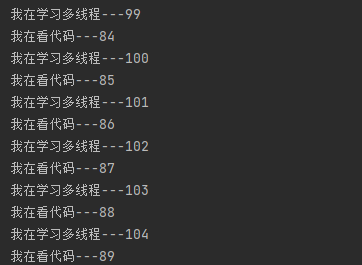 我在学习多线程---99
我在看代码---84
我在学习多线程---100
我在看代码---85
我在学习多线程---101
我在看代码---86
我在学习多线程---102
我在看代码---87
我在学习多线程---103
我在看代码---88
我在学习多线程---104
我在看代码---89